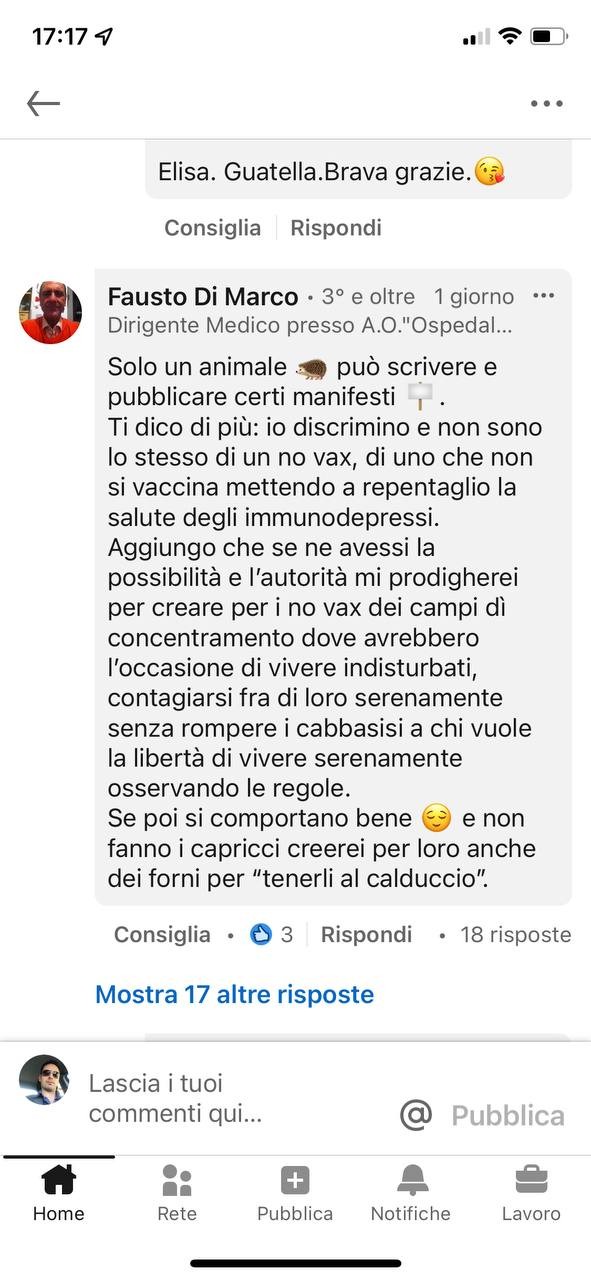 17:17
Elisa. Guatella.Brava grazie.😘
Consiglia Rispondi
Fausto Di Marco • 3° e oltre 1 giorno •••
Dirigente Medico presso A.O."Ospedal...
Solo un animale 🦔 può scrivere e
pubblicare certi manifesti 🪧 .
Ti dico di più: io discrimino e non sono
lo stesso di un no vax, di uno che non
si vaccina mettendo a repentaglio la
salute degli immunodepressi.
Aggiungo che se ne avessi la
possibilità e l’autorità mi prodigherei
per creare per i no vax dei campi dì
concentramento dove avrebbero
l’occasione di vivere indisturbati,
contagiarsi fra di loro serenamente
senza rompere i cabbasisi a chi vuole
la libertà di vivere serenamente
osservando le regole.
Se poi si comportano bene 😌 e non
fanno i capricci creerei per loro anche
dei forni per “tenerli al calduccio”.
Consiglia • 3 Rispondi • 18 risposte
Mostra 17 altre risposte
Lascia i tuoi
commenti qui...
@ Pubblica
Home Rete Pubblica Notifiche Lavoro